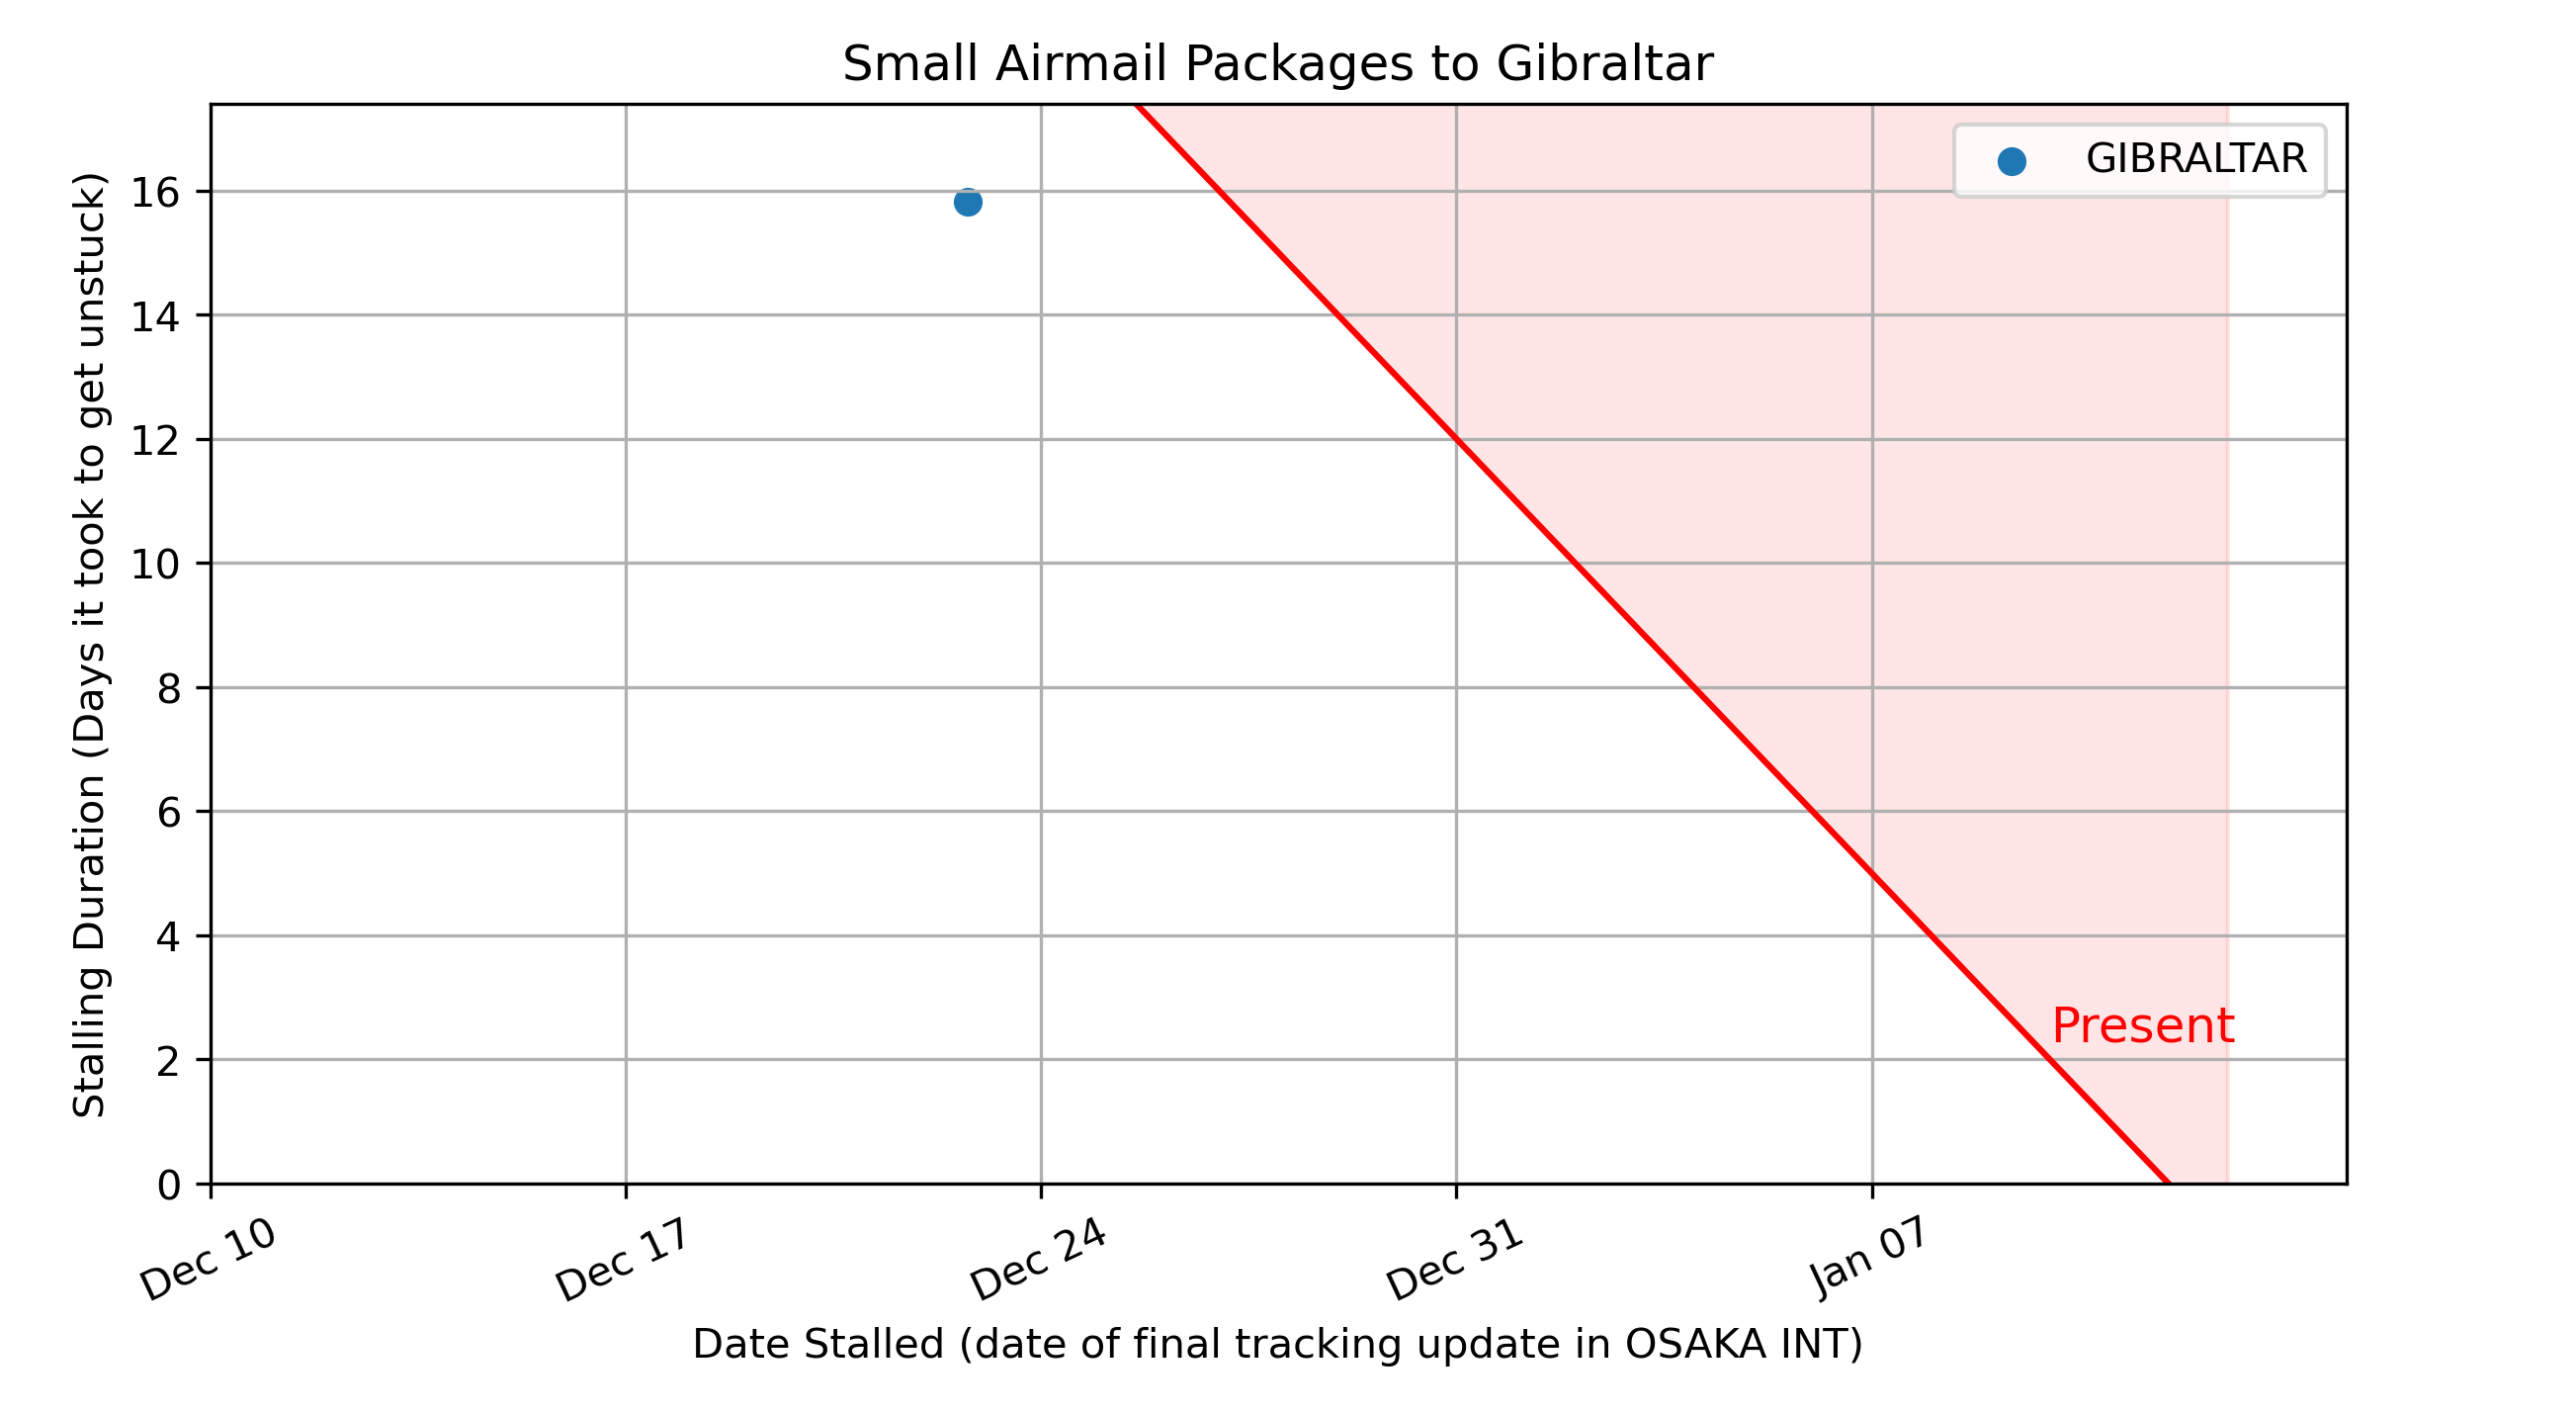 Small Airmail Packages to Gibraltar
GIBRALTAR
Stalling Duration (Days it took to get unstuck)
16
14
12
10
8
6
4
2
0
Present
Dec 10
Dec 17
Dec 24
Dec 31
Jan 07
Date Stalled (date of final tracking update in OSAKA INT)